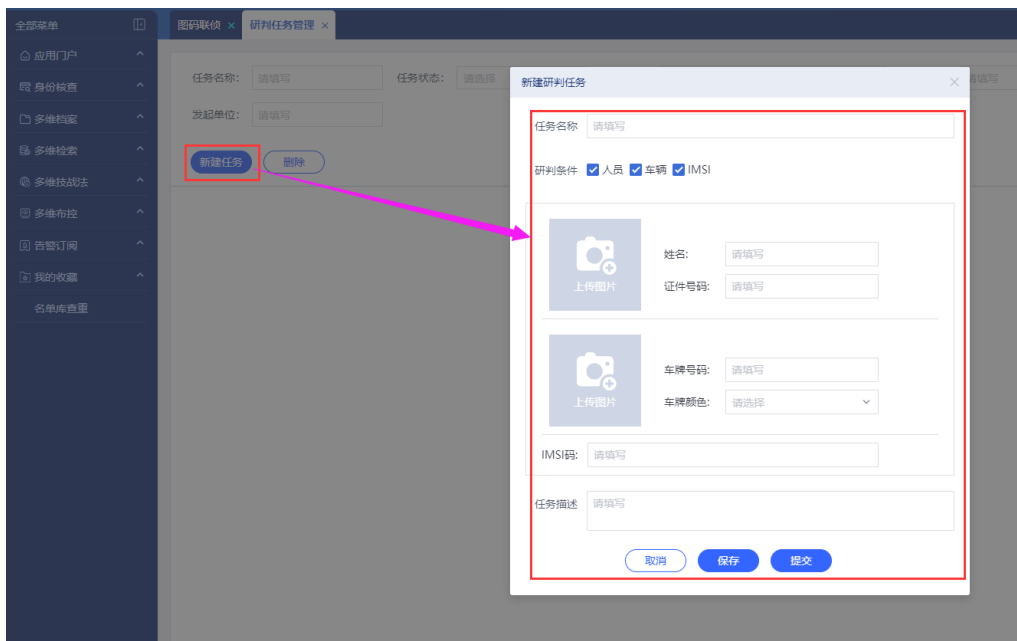 全部菜单
图码联侦 ×
研判任务管理 ×
应用门户
身份核查
多维档案
多维检索
多维技战法
多维布控
告警订阅
我的收藏
名单库查重
任务名称: 请填写
任务状态: 请选择
请填写
发起单位: 请填写
新建任务
删除
新建研判任务
任务名称 请填写
研判条件 人员 车辆 IMSI
上传图片
姓名: 请填写
证件号码: 请填写
上传图片
车牌号码: 请填写
车牌颜色: 请选择
IMSI码: 请填写
任务描述 请填写
取消 保存 提交